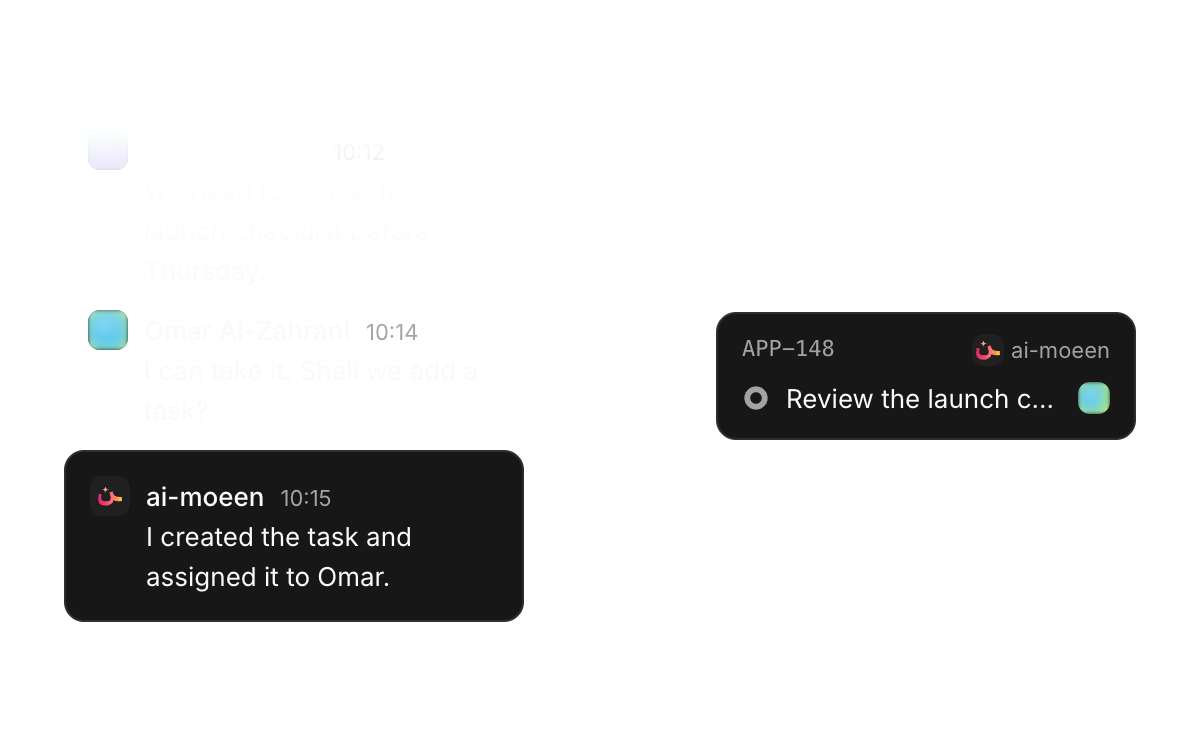 10:12
We need to review the
launch checklist before
Thursday.
Omar Al-Zahrani 10:14
I can take it. Shall we add a
task?
ai-moeen 10:15
I created the task and
assigned it to Omar.
APP-148 ai-moeen
Review the launch c...